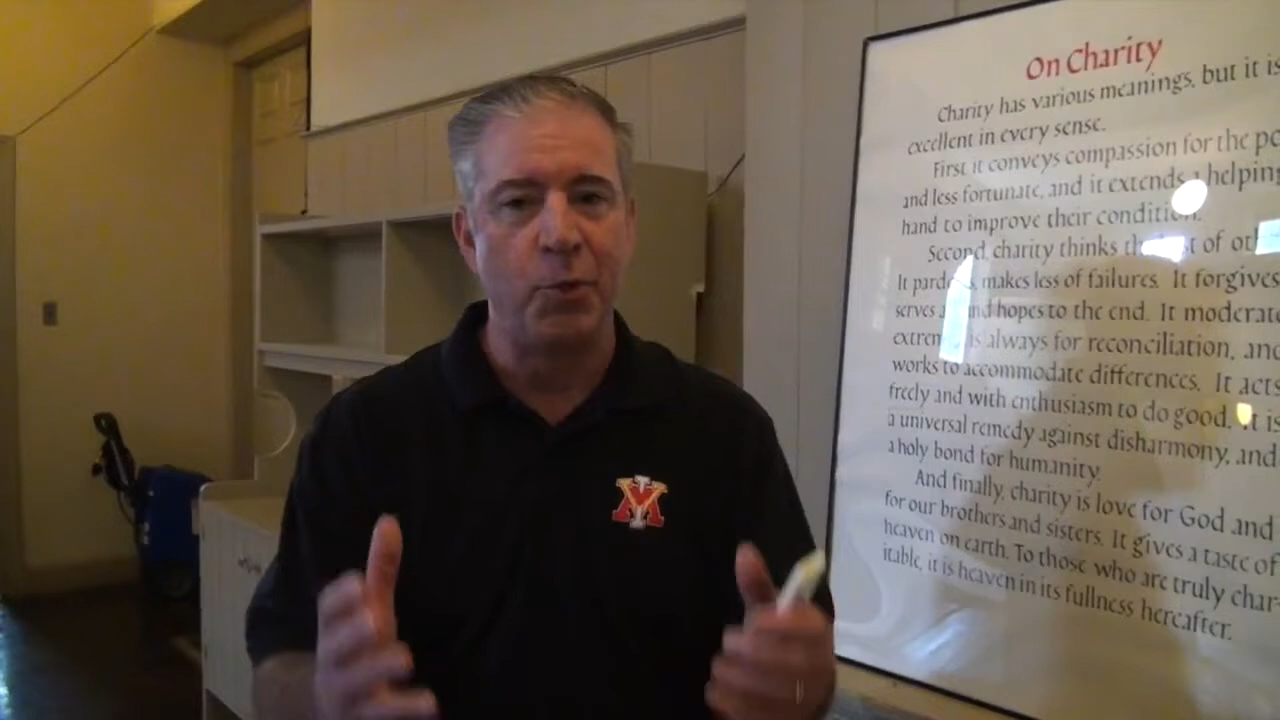 On Charity
Charity has various meanings, but it is
excellent in every sense.
First it conveys compassion for the
and less fortunate, and it extends a helping
hand to improve their condition.
Second, charity thinks the of
It makes less of failures. It forgives
serves and hopes to the end. It
is always for reconciliation, and
works to accommodate differences. It acts
freely and with enthusiasm to do good. It is
a universal remedy against disharmony, and
a holy bond for humanity.
And finally, charity is love for God and
for our brothers and sisters. It gives a taste of
heaven on earth. To those who are truly char-
itable, it is heaven in its fullness hereafter.
VMI